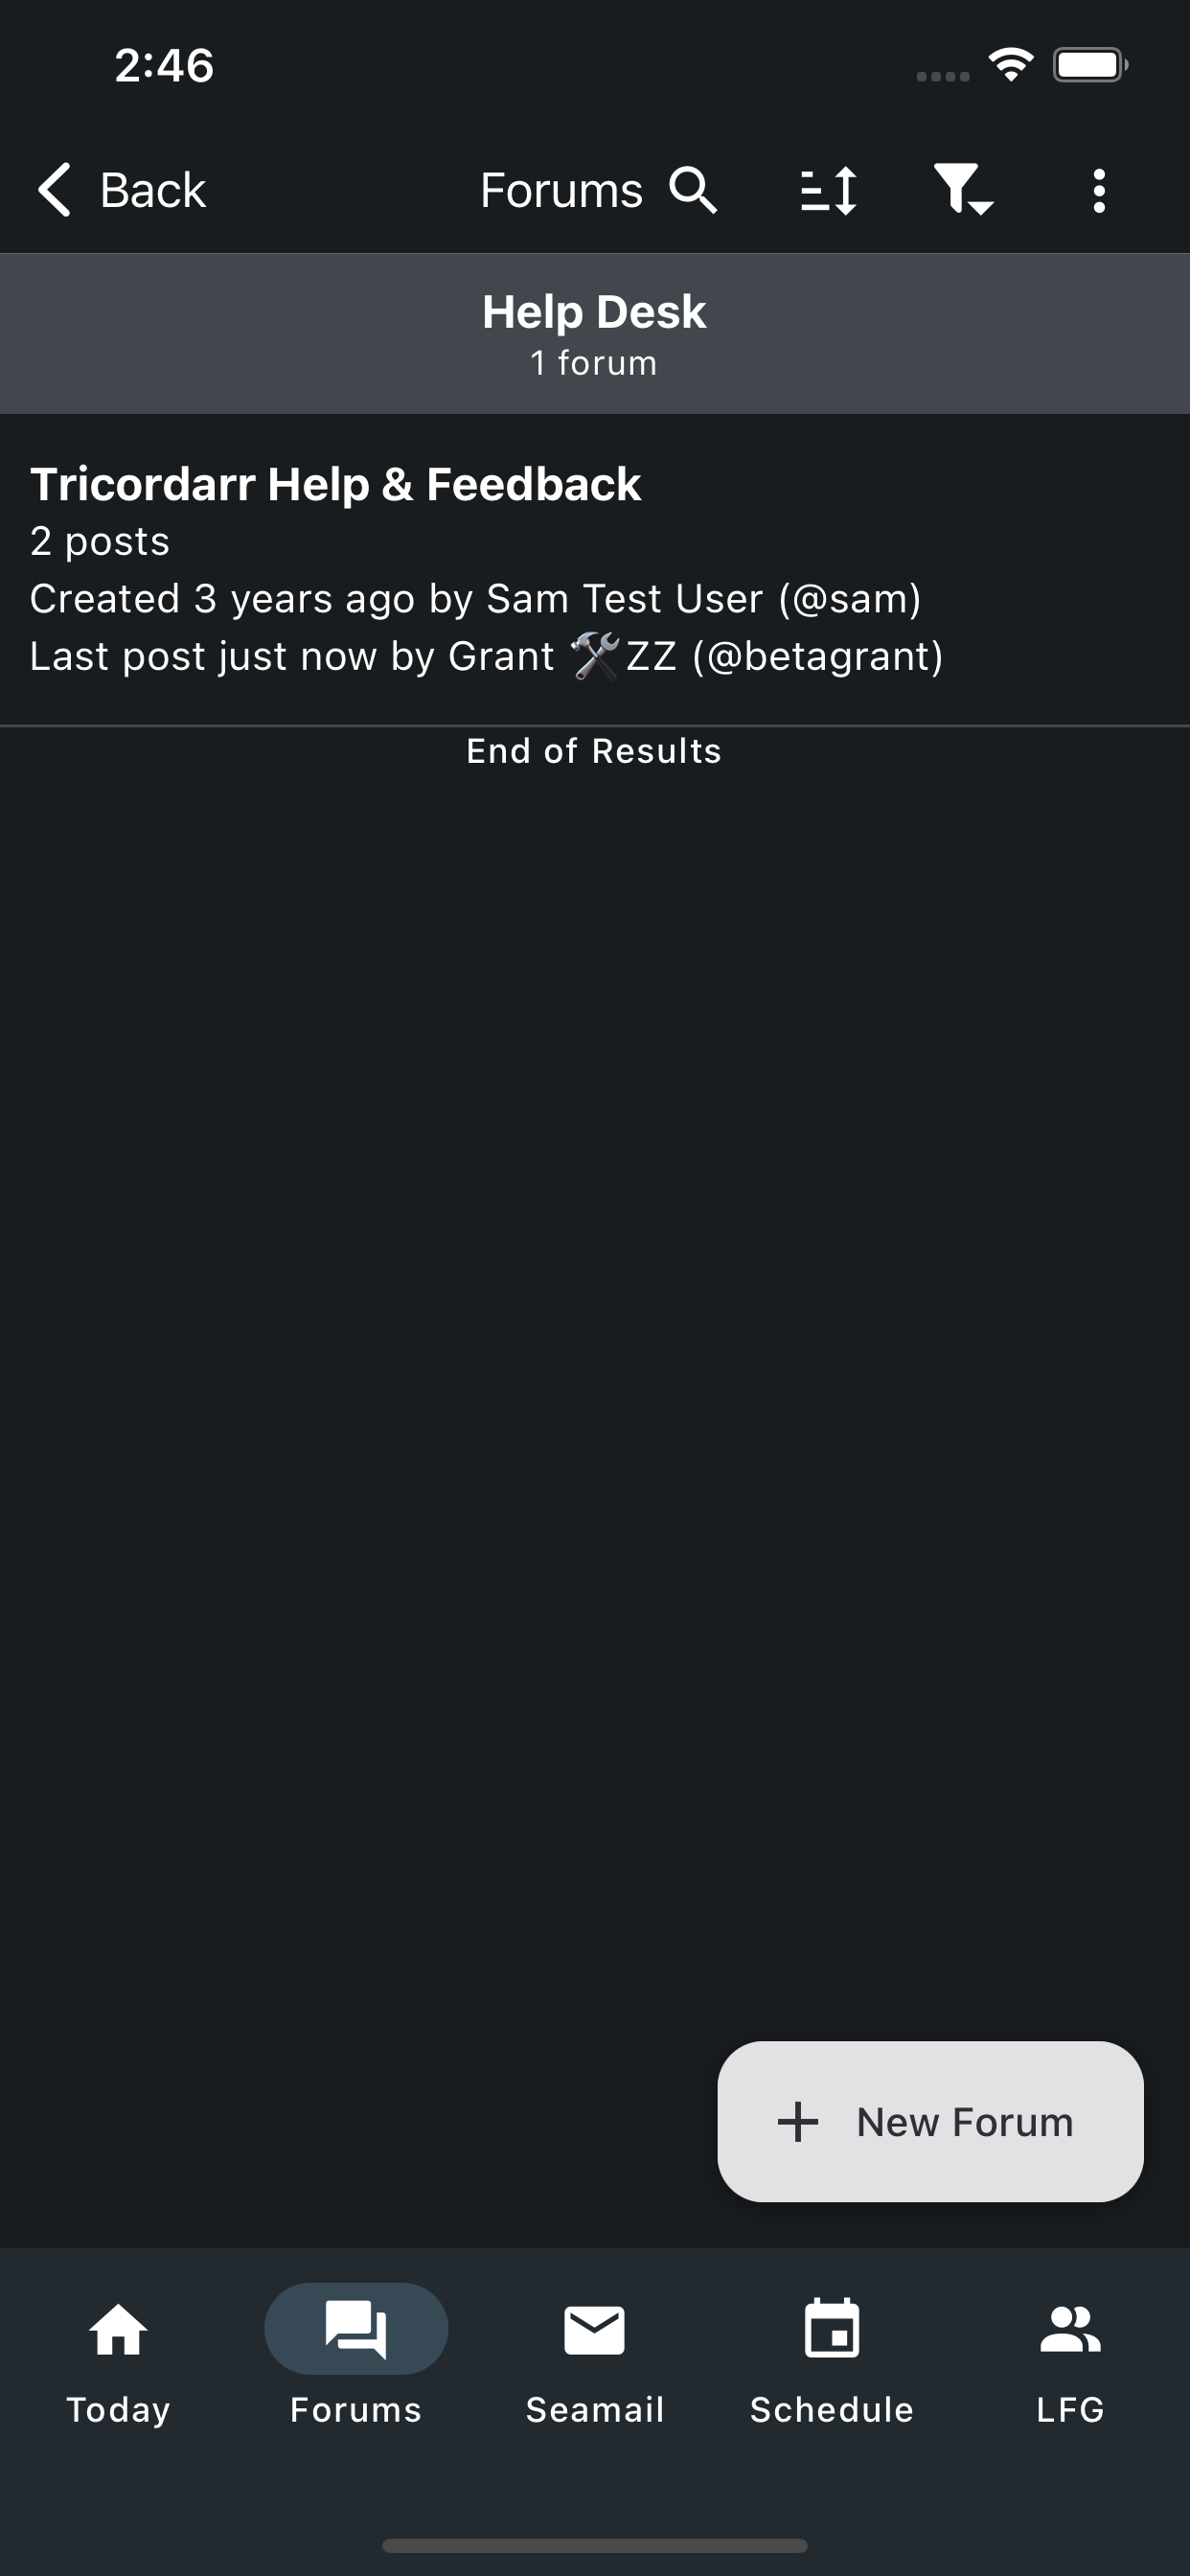 2:46
Back
Forums
Help Desk
1 forum
Tricordarr Help & Feedback
2 posts
Created 3 years ago by Sam Test User (@sam)
Last post just now by Grant 🛠️ZZ (@betagrant)
End of Results
New Forum
Today
Forums
Seamail
Schedule
LFG